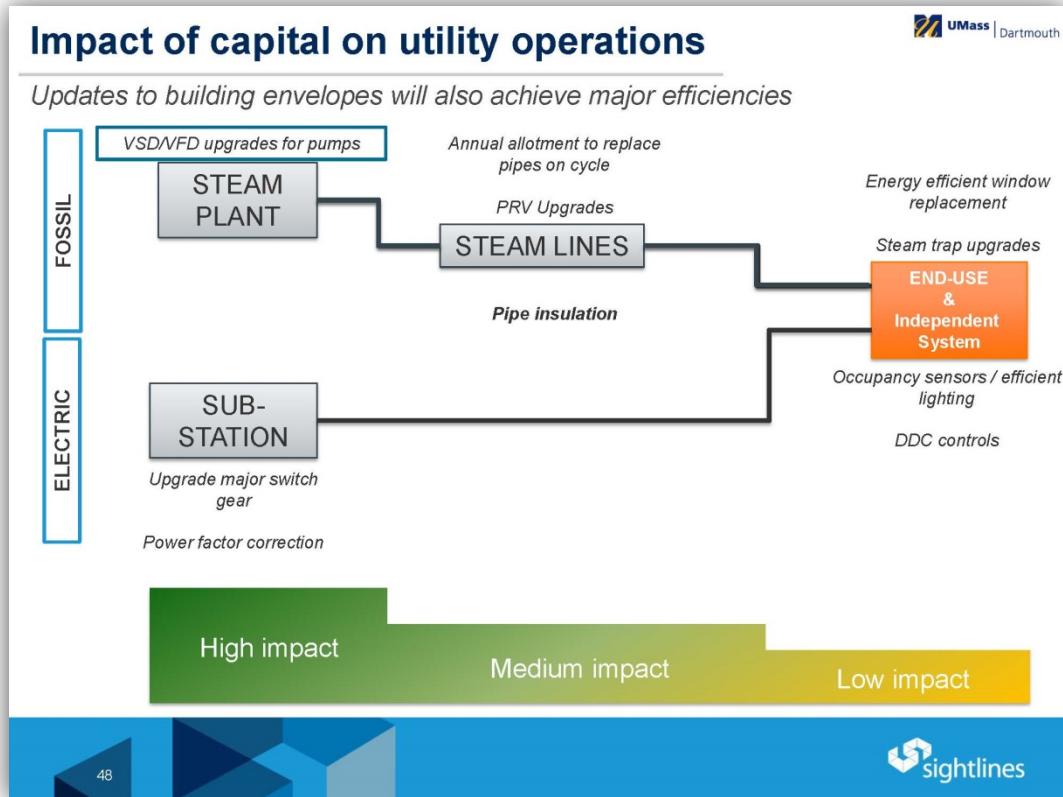 Impact of capital on utility operations
UMass | Dartmouth
Updates to building envelopes will also achieve major efficiencies
FOSSIL
VSD/VFD upgrades for pumps
STEAM
PLANT
Annual allotment to replace
pipes on cycle
PRV Upgrades
STEAM LINES
Pipe insulation
Energy efficient window
replacement
Steam trap upgrades
END-USE
&
Independent
System
Occupancy sensors / efficient
lighting
DDC controls
ELECTRIC
SUB-
STATION
Upgrade major switch
gear
Power factor correction
High impact
Medium impact
Low impact
48
sightlines